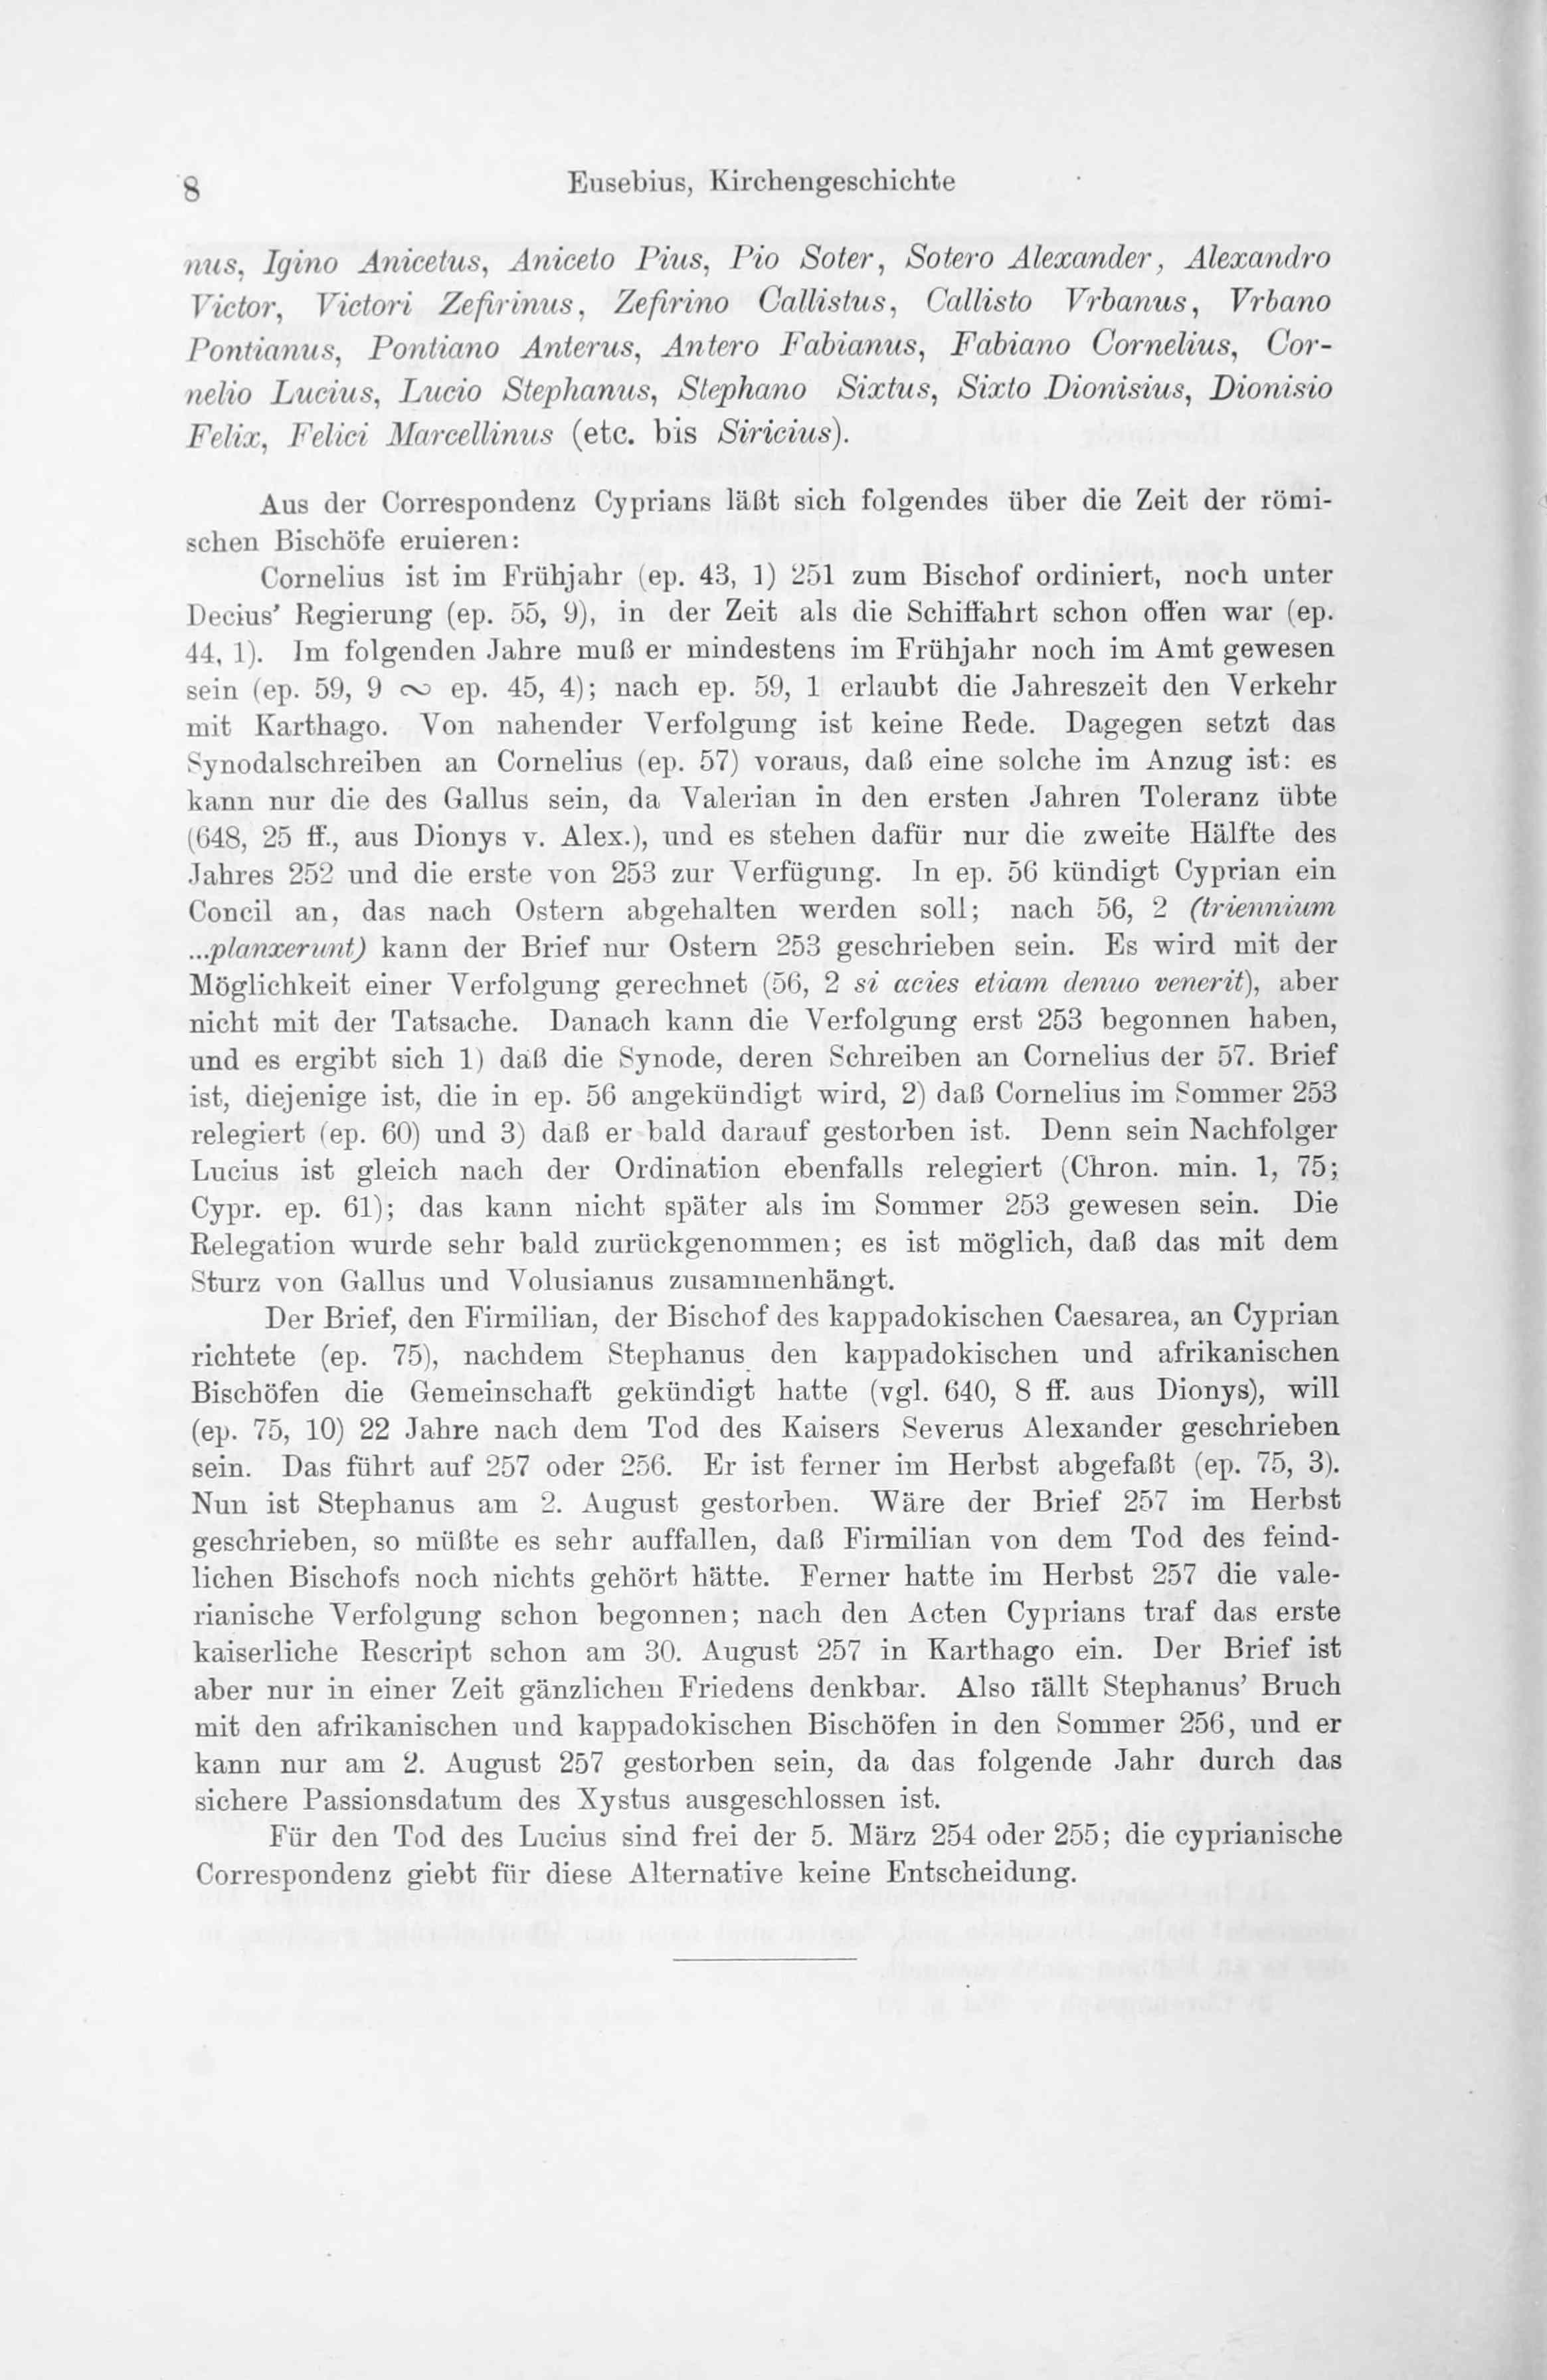 8
Eusebius, Kirchengeschichte
nus, Igino Anicetus, Aniceto Pius, Pio Soter, Sotero Alexander, Alexandro
Victor, Victori Zefirinus, Zefirino Callistus, Callisto Vrbanus, Vrbano
Pontianus, Pontiano Anterus, Antero Fabianus, Fabiano Cornelius, Cor-
nelio Lucius, Lucio Stephanus, Stephano Sixtus, Sixto Dionisius, Dionisio
Felix, Felici Marcellinus (etc. bis Siricius).
Aus der Correspondenz Cyprians läßt sich folgendes über die Zeit der römi-
schen Bischöfe eruieren:
Cornelius ist im Frühjahr (ep. 43, 1) 251 zum Bischof ordiniert, noch unter
Decius’ Regierung (ep. 55, 9), in der Zeit als die Schiffahrt schon offen war (ep.
44, 1). Im folgenden Jahre muß er mindestens im Frühjahr noch im Amt gewesen
sein (ep. 59, 9 ∾ ep. 45, 4); nach ep. 59, 1 erlaubt die Jahreszeit den Verkehr
mit Karthago. Von nahender Verfolgung ist keine Rede. Dagegen setzt das
Synodalschreiben an Cornelius (ep. 57) voraus, daß eine solche im Anzug ist: es
kann nur die des Gallus sein, da Valerian in den ersten Jahren Toleranz übte
(648, 25 ff., aus Dionys v. Alex.), und es stehen dafür nur die zweite Hälfte des
Jahres 252 und die erste von 253 zur Verfügung. In ep. 56 kündigt Cyprian ein
Concil an, das nach Ostern abgehalten werden soll; nach 56, 2 (triennium
...planxerunt) kann der Brief nur Ostern 253 geschrieben sein. Es wird mit der
Möglichkeit einer Verfolgung gerechnet (56, 2 si acies etiam denuo venerit), aber
nicht mit der Tatsache. Danach kann die Verfolgung erst 253 begonnen haben,
und es ergibt sich 1) daß die Synode, deren Schreiben an Cornelius der 57. Brief
ist, diejenige ist, die in ep. 56 angekündigt wird, 2) daß Cornelius im Sommer 253
relegiert (ep. 60) und 3) daß er bald darauf gestorben ist. Denn sein Nachfolger
Lucius ist gleich nach der Ordination ebenfalls relegiert (Chron. min. 1, 75;
Cypr. ep. 61); das kann nicht später als im Sommer 253 gewesen sein. Die
Relegation wurde sehr bald zurückgenommen; es ist möglich, daß das mit dem
Sturz von Gallus und Volusianus zusammenhängt.
Der Brief, den Firmilian, der Bischof des kappadokischen Caesarea, an Cyprian
richtete (ep. 75), nachdem Stephanus den kappadokischen und afrikanischen
Bischöfen die Gemeinschaft gekündigt hatte (vgl. 640, 8 ff. aus Dionys), will
(ep. 75, 10) 22 Jahre nach dem Tod des Kaisers Severus Alexander geschrieben
sein. Das führt auf 257 oder 256. Er ist ferner im Herbst abgefaßt (ep. 75, 3).
Nun ist Stephanus am 2. August gestorben. Wäre der Brief 257 im Herbst
geschrieben, so müßte es sehr auffallen, daß Firmilian von dem Tod des feind-
lichen Bischofs noch nichts gehört hätte. Ferner hatte im Herbst 257 die vale-
rianische Verfolgung schon begonnen; nach den Acten Cyprians traf das erste
kaiserliche Rescript schon am 30. August 257 in Karthago ein. Der Brief ist
aber nur in einer Zeit gänzlichen Friedens denkbar. Also fällt Stephanus’ Bruch
mit den afrikanischen und kappadokischen Bischöfen in den Sommer 256, und er
kann nur am 2. August 257 gestorben sein, da das folgende Jahr durch das
sichere Passionsdatum des Xystus ausgeschlossen ist.
Für den Tod des Lucius sind frei der 5. März 254 oder 255; die cyprianische
Correspondenz giebt für diese Alternative keine Entscheidung.